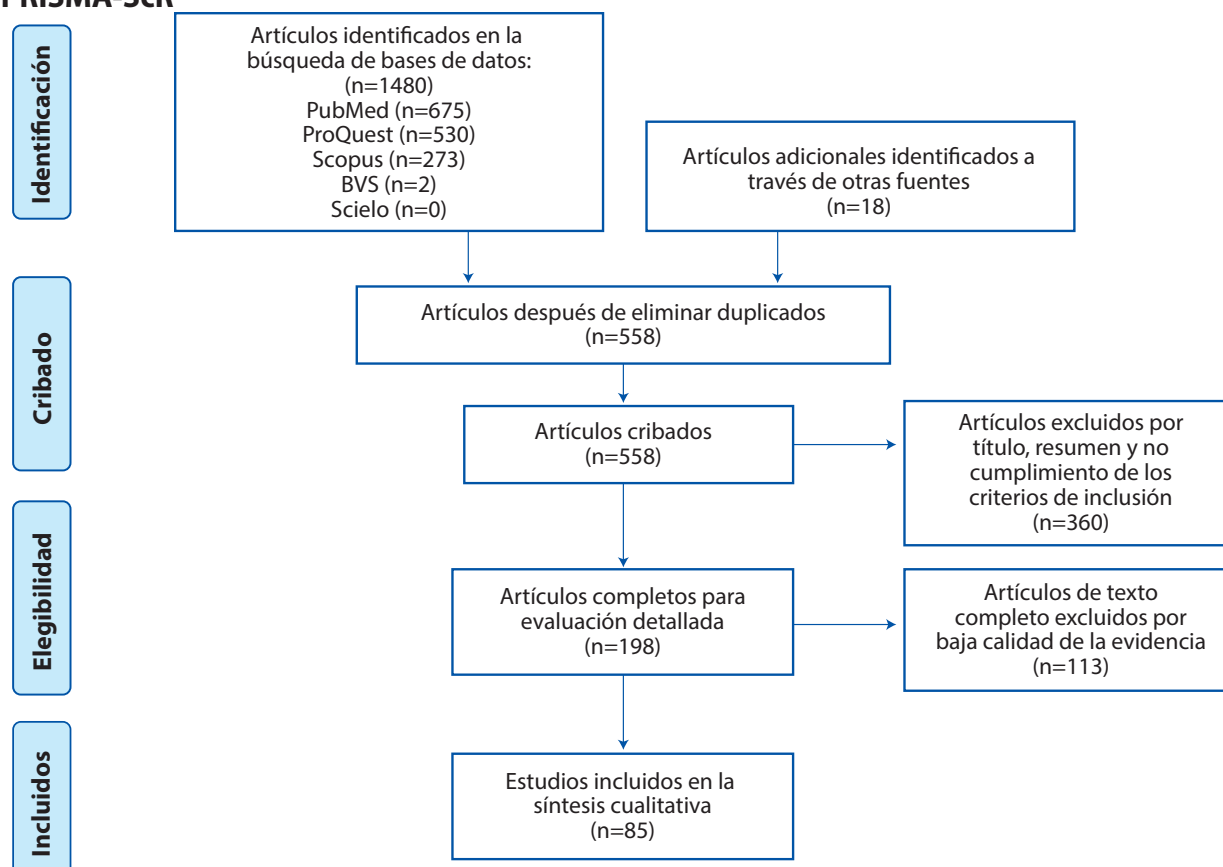 PRISMA-ScR
Identificación
Artículos identificados en la
búsqueda de bases de datos:
(n=1480)
PubMed (n=675)
ProQuest (n=530)
Scopus (n=273)
BVS (n=2)
Scielo (n=0)
Artículos adicionales identificados a
través de otras fuentes
(n=18)
Cribado
Artículos después de eliminar duplicados
(n=558)
Artículos cribados
(n=558)
Artículos excluidos por
título, resumen y no
cumplimiento de los
criterios de inclusión
(n=360)
Elegibilidad
Artículos completos para
evaluación detallada
(n=198)
Artículos de texto
completo excluidos por
baja calidad de la evidencia
(n=113)
Incluidos
Estudios incluidos en la
síntesis cualitativa
(n=85)